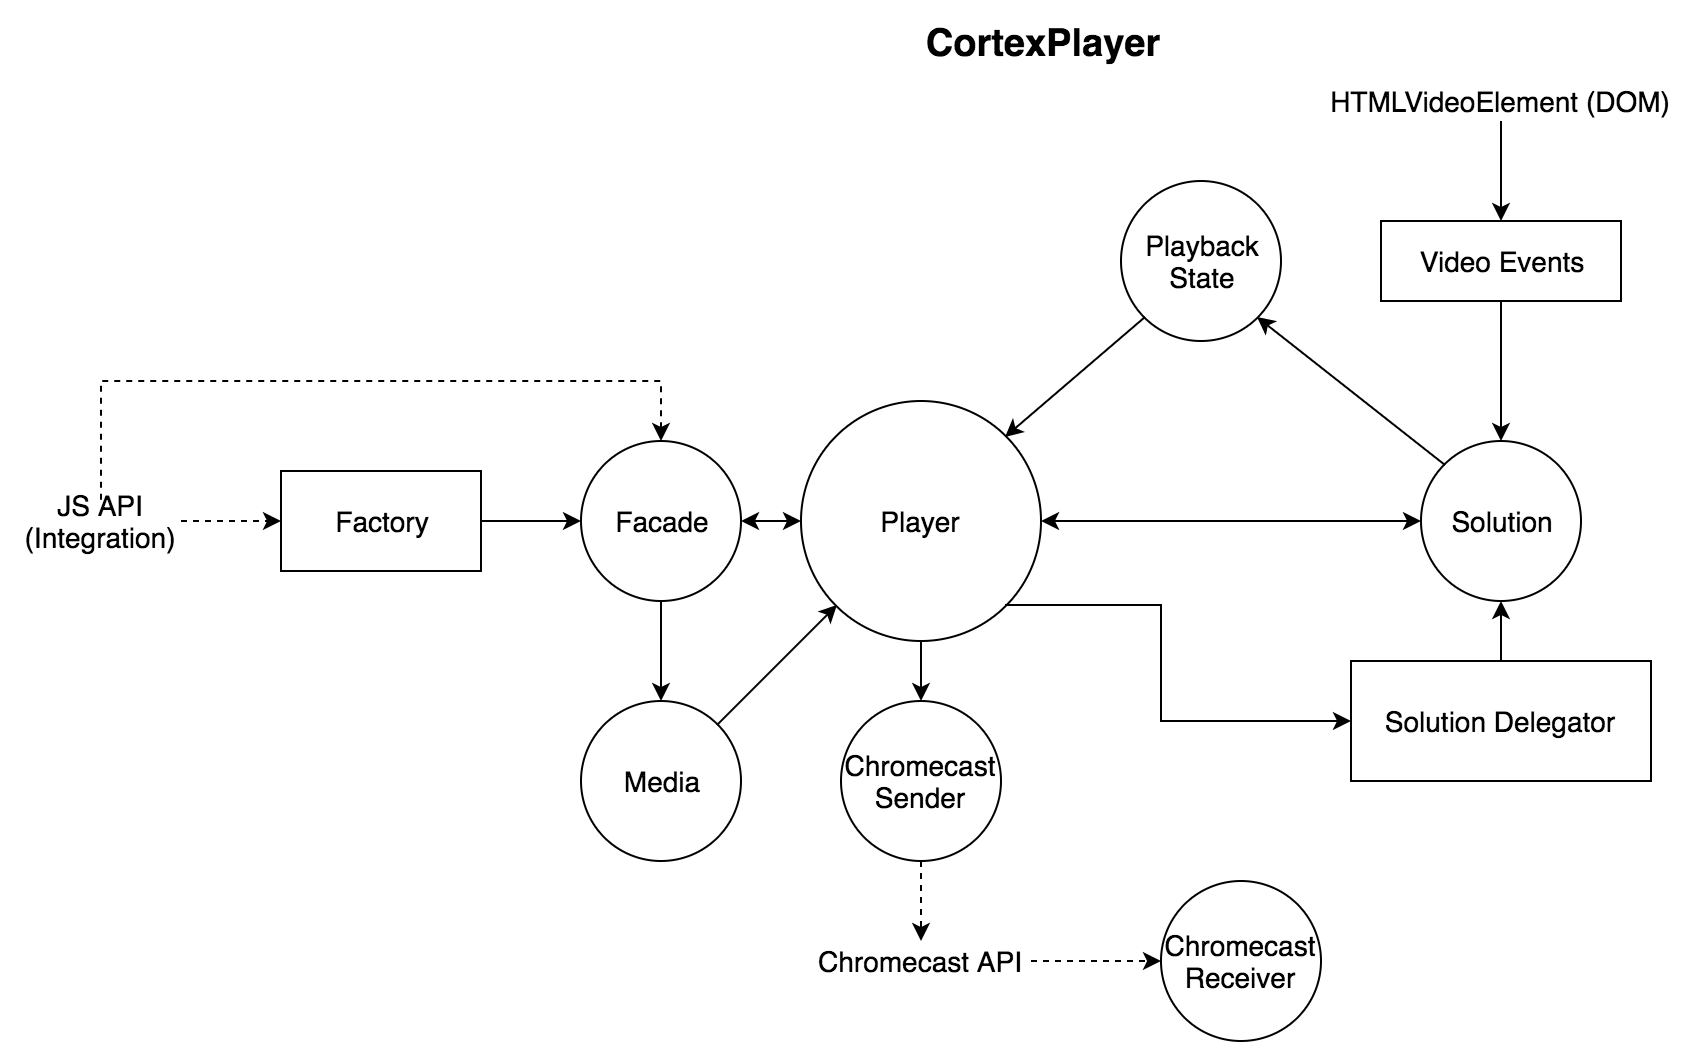 CortexPlayer
HTMLVideoElement (DOM)
Playback
State
Video Events
JS API
(Integration)
Factory
Facade
Player
Solution
Media
Chromecast
Sender
Solution Delegator
Chromecast API
Chromecast
Receiver